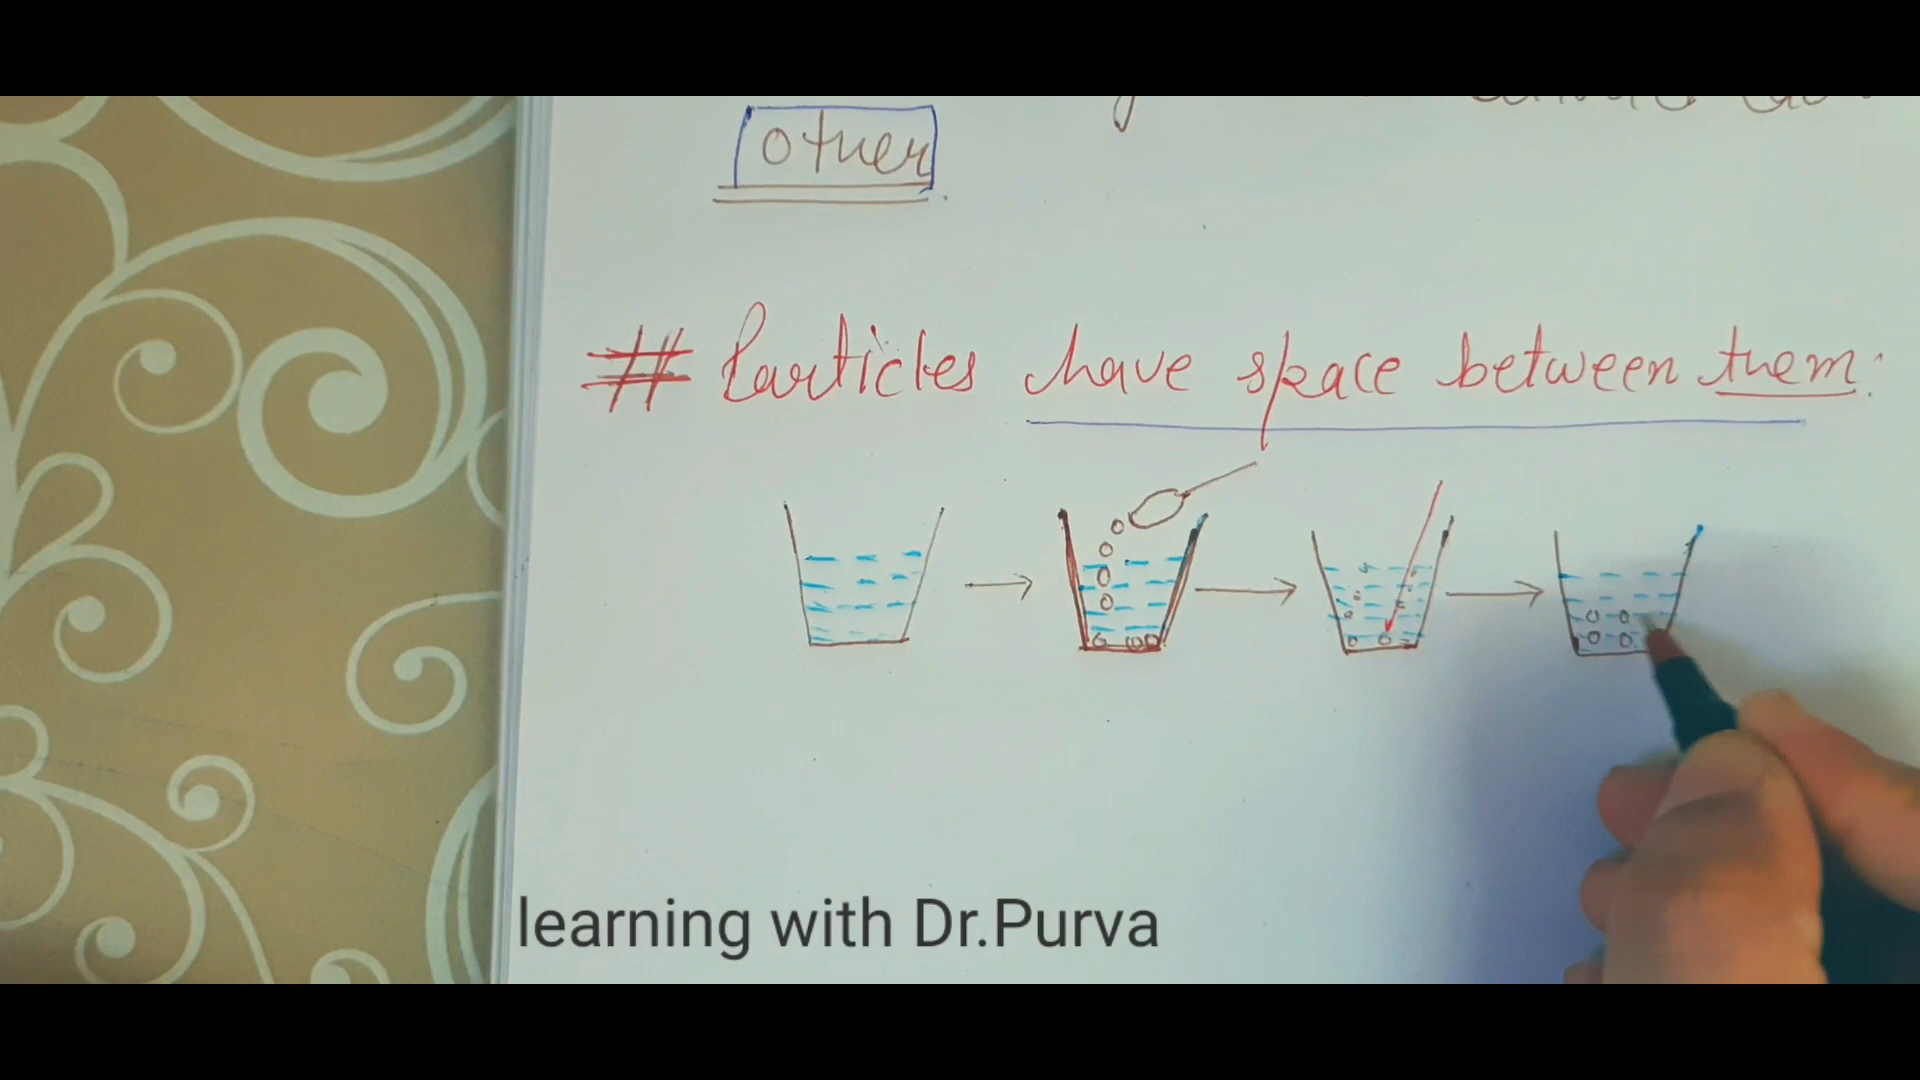 other.
# Particles have space between them:
learning with Dr.Purva